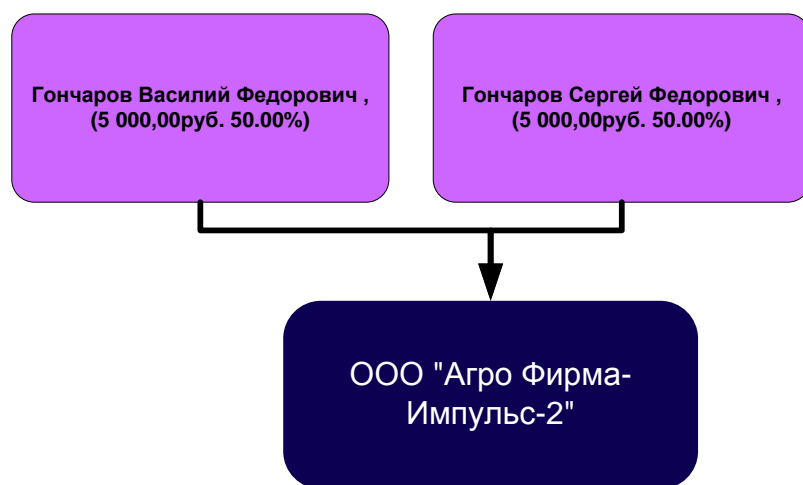 Гончаров Василий Федорович ,
(5 000,00руб. 50.00%)
Гончаров Сергей Федорович ,
(5 000,00руб. 50.00%)
ООО "Агро Фирма-
Импульс-2"